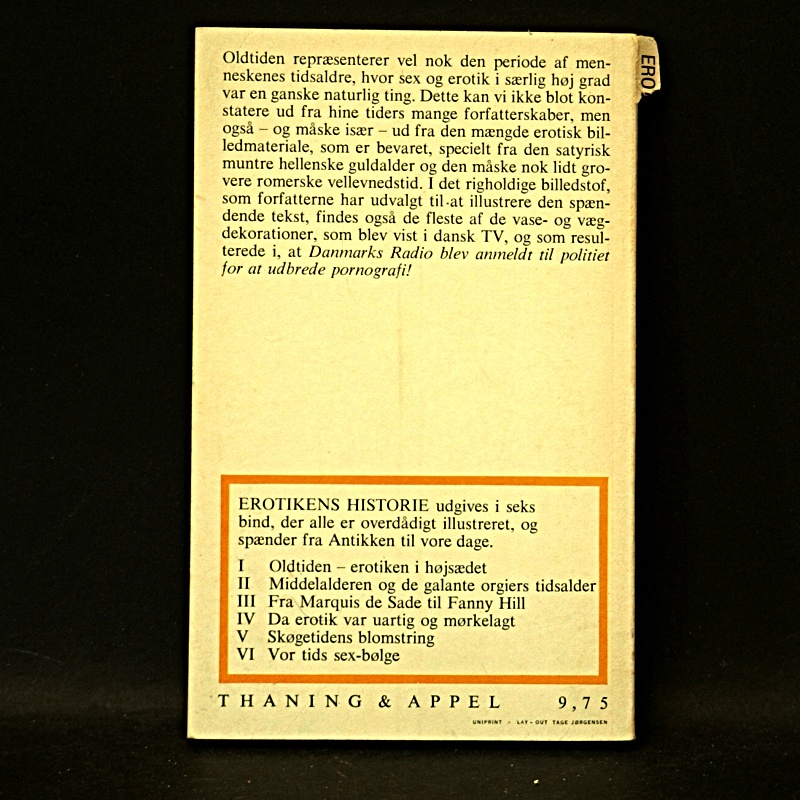 Oldtiden repræsenterer vel nok den periode af men-
neskenes tidsaldre, hvor sex og erotik i særlig høj grad
var en ganske naturlig ting. Dette kan vi ikke blot kon-
statere ud fra hine tiders mange forfatterskaber, men
også – og måske især – ud fra den mængde erotisk bil-
ledmateriale, som er bevaret, specielt fra den satyrisk
muntre hellenske guldalder og den måske nok lidt gro-
vere romerske vellevnedstid. I det righoldige billedstof,
som forfatterne har udvalgt til at illustrere den spæn-
dende tekst, findes også de fleste af de vase- og væg-
dekorationer, som blev vist i dansk TV, og som resul-
terede i, at Danmarks Radio blev anmeldt til politiet
for at udbrede pornografi!
ERO
EROTIKENS HISTORIE udgives i seks
bind, der alle er overdådigt illustreret, og
spænder fra Antikken til vore dage.
I Oldtiden – erotiken i højsædet
II Middelalderen og de galante orgiers tidsalder
III Fra Marquis de Sade til Fanny Hill
IV Da erotik var uartig og mørkelagt
V Skøgetidens blomstring
VI Vor tids sex-bølge
THANING & APPEL 9,75
UNIPRINT - LAY-OUT TAGE JØRGENSEN